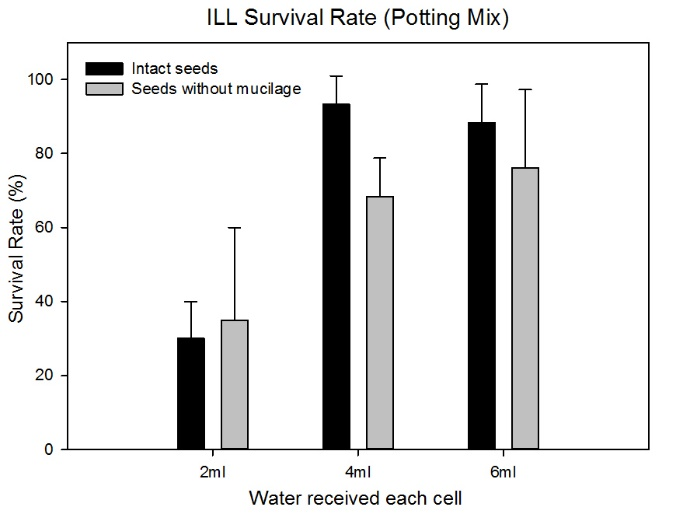 ILL Survival Rate (Potting Mix)
Intact seeds
Seeds without mucilage
Survival Rate (%)
100
80
60
40
20
0
2ml
4ml
6ml
Water received each cell